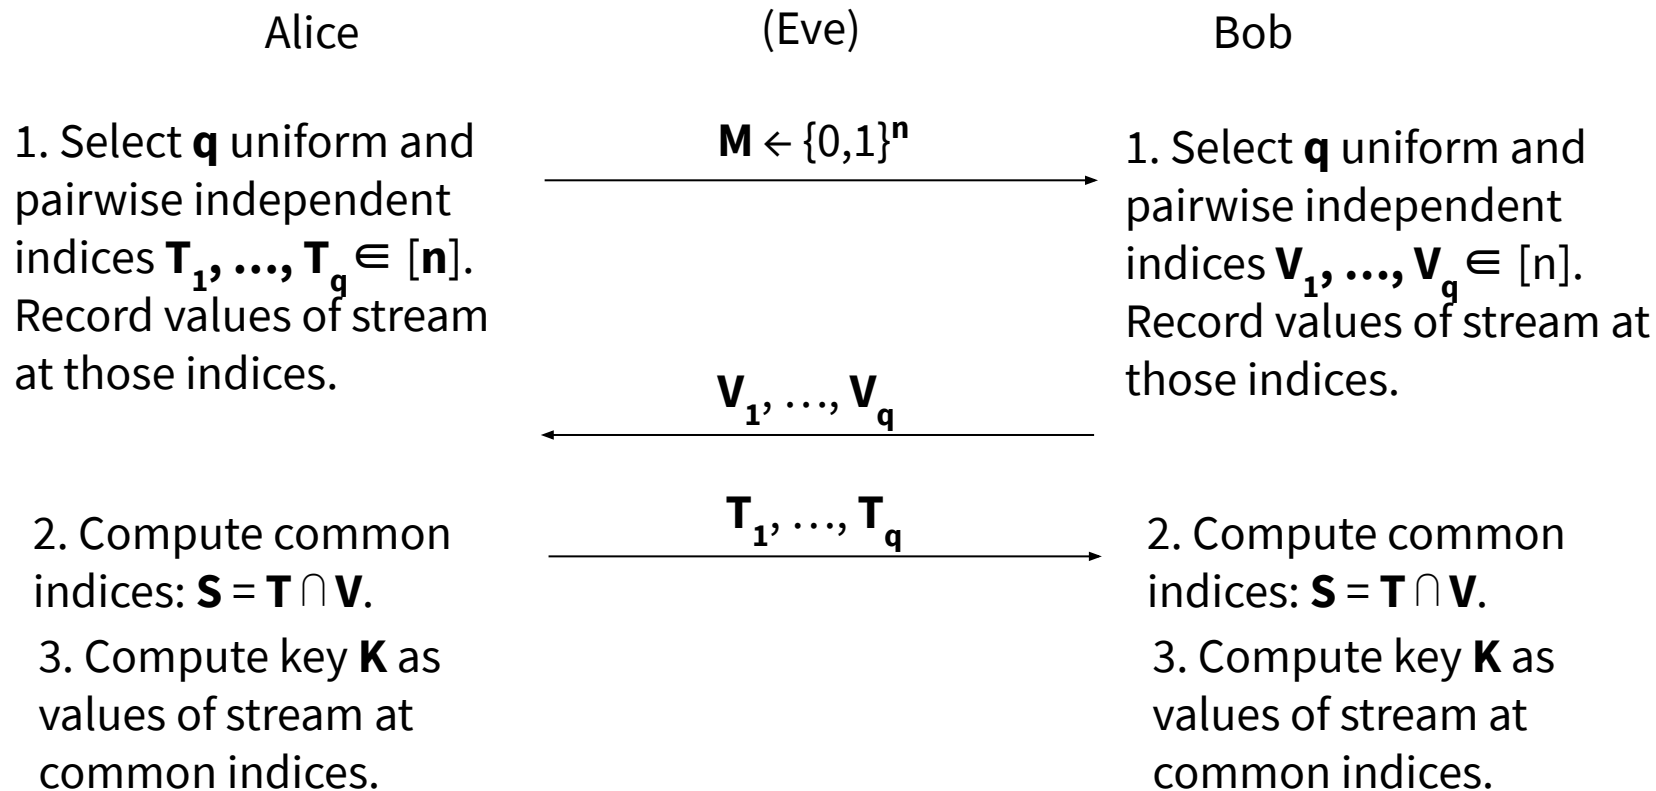 Alice
(Eve)
Bob
1. Select q uniform and
pairwise independent
indices T₁, ..., T_q ∈ [n].
Record values of stream
at those indices.
M ← {0,1}ⁿ
1. Select q uniform and
pairwise independent
indices V₁, ..., V_q ∈ [n].
Record values of stream at
those indices.
V₁, ..., V_q
T₁, ..., T_q
2. Compute common
indices: S = T ∩ V.
3. Compute key K as
values of stream at
common indices.
2. Compute common
indices: S = T ∩ V.
3. Compute key K as
values of stream at
common indices.